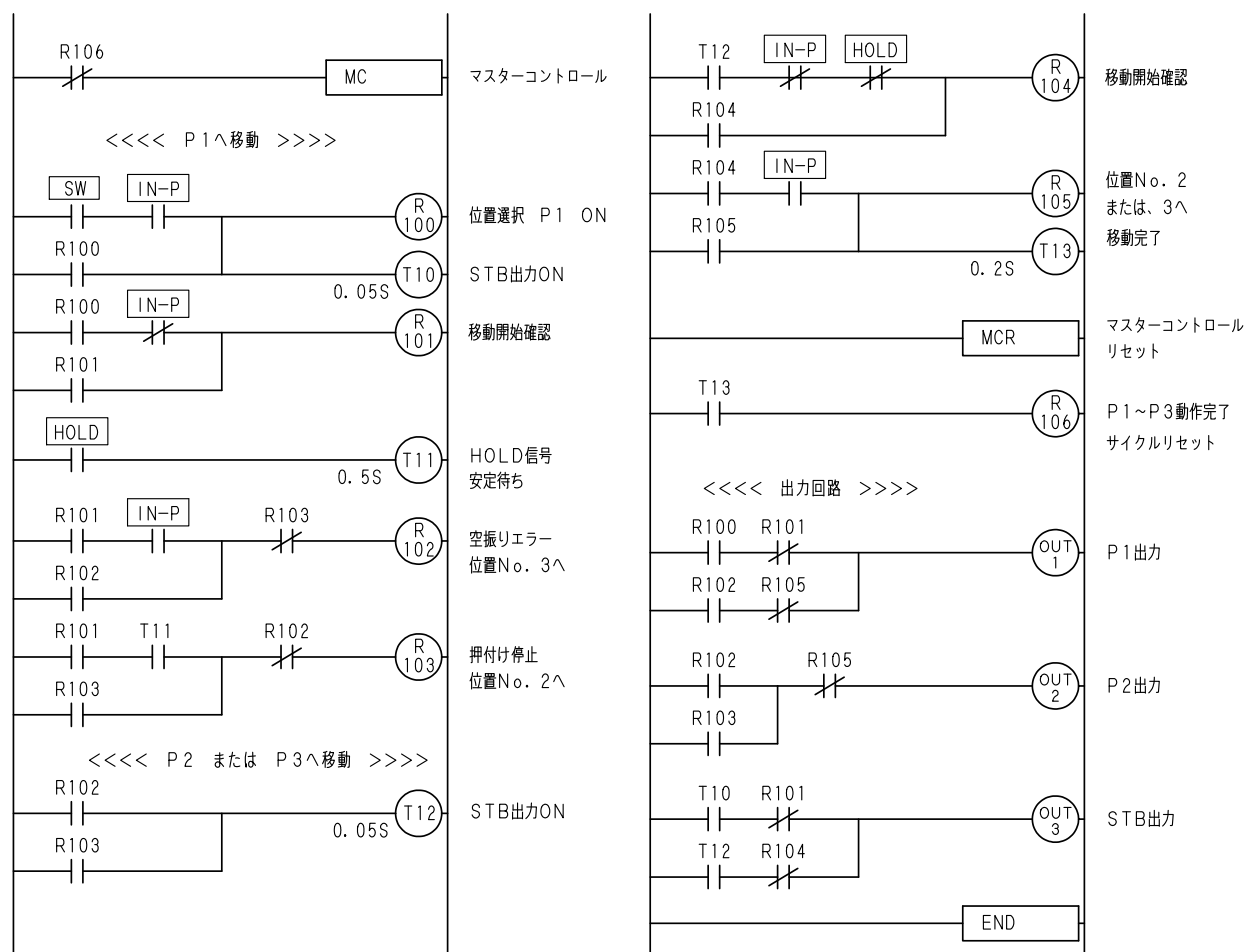 R106
MC
マスターコントロール
<<<< P1へ移動 >>>>
SW IN-P
R 100
位置選択 P1 ON
R100
T10
STB出力ON
0.05S
R100 IN-P
R 101
移動開始確認
R101
HOLD
T11
HOLD信号
安定待ち
0.5S
R101 IN-P R103
R 102
空振りエラー
位置No.3へ
R102
R101 T11 R102
R 103
押付け停止
位置No.2へ
R103
<<<< P2 または P3へ移動 >>>>
R102
T12
STB出力ON
0.05S
R103
T12 IN-P HOLD
R 104
移動開始確認
R104
R104 IN-P
R 105
位置No.2
または、3へ
移動完了
R105
T13
0.2S
MCR
マスターコントロール
リセット
T13
R 106
P1~P3動作完了
サイクルリセット
<<<< 出力回路 >>>>
R100 R101
OUT 1
P1出力
R102 R105
R102 R105
OUT 2
P2出力
R103
T10 R101
OUT 3
STB出力
T12 R104
END